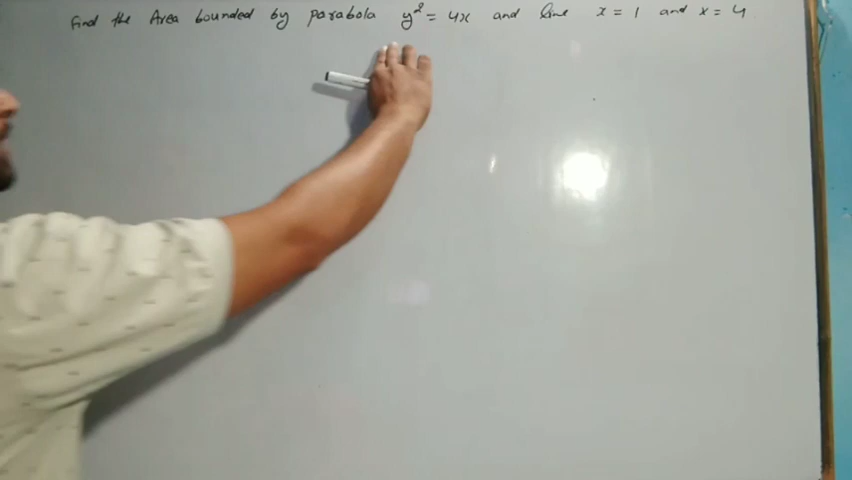 Find the Area bounded by parabola y² = 4x and line x = 1 and x = 4